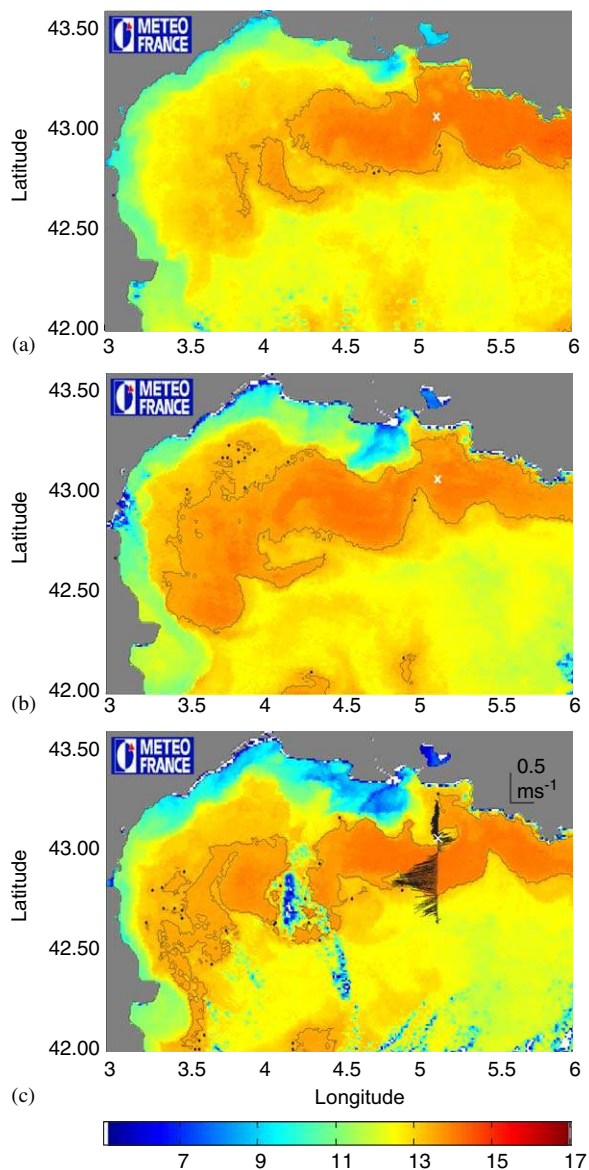 METEO
FRANCE
43.50
43.00
42.50
42.00
Latitude
(a)
3 3.5 4 4.5 5 5.5 6
METEO
FRANCE
43.50
43.00
42.50
42.00
Latitude
(b)
3 3.5 4 4.5 5 5.5 6
METEO
FRANCE
0.5
ms-1
43.50
43.00
42.50
42.00
Latitude
(c)
3 3.5 4 4.5 5 5.5 6
Longitude
7 9 11 13 15 17